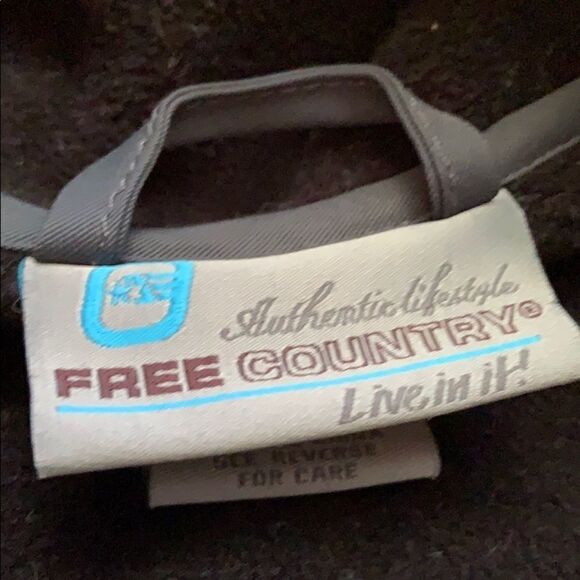 Authentic lifestyle
FREE COUNTRY®
Live in it!
SEE REVERSE
FOR CARE